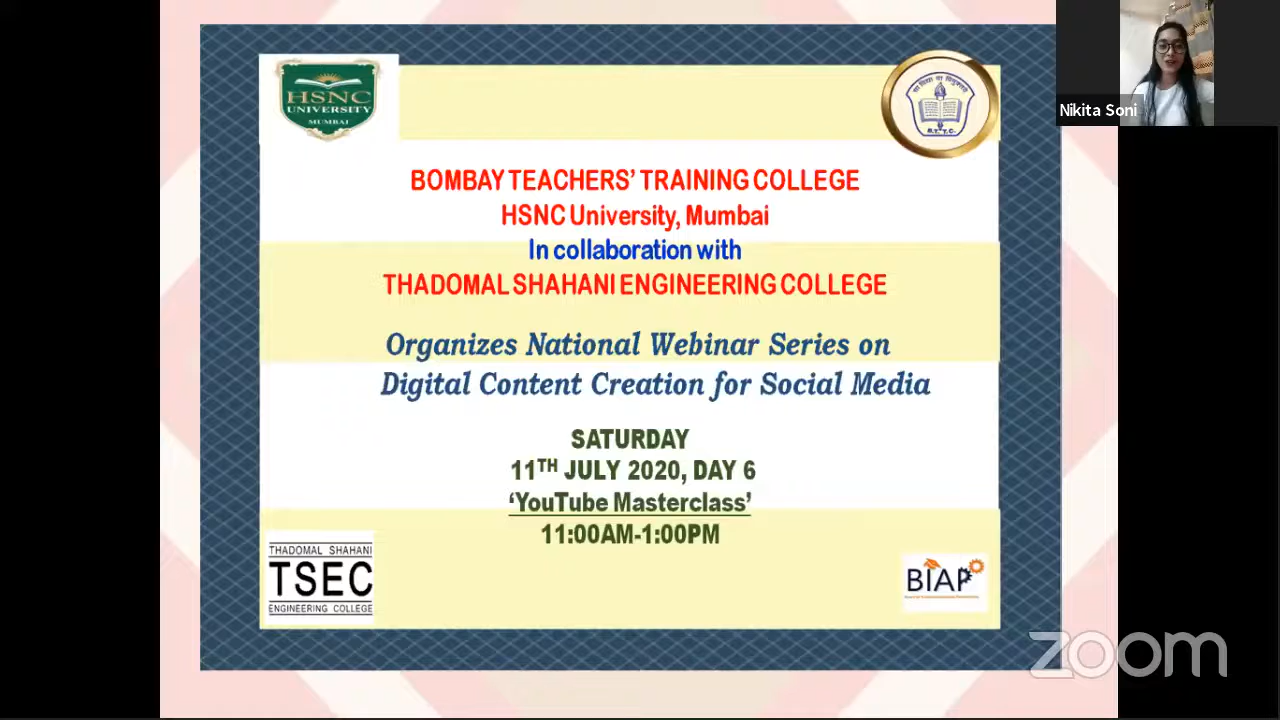 HSNC
UNIVERSITY
MUMBAI
B.T.T.C.
Nikita Soni
BOMBAY TEACHERS' TRAINING COLLEGE
HSNC University, Mumbai
In collaboration with
THADOMAL SHAHANI ENGINEERING COLLEGE
Organizes National Webinar Series on
Digital Content Creation for Social Media
SATURDAY
11TH JULY 2020, DAY 6
‘YouTube Masterclass’
11:00AM-1:00PM
THADOMAL SHAHANI
TSEC
ENGINEERING COLLEGE
BIAP
zoom